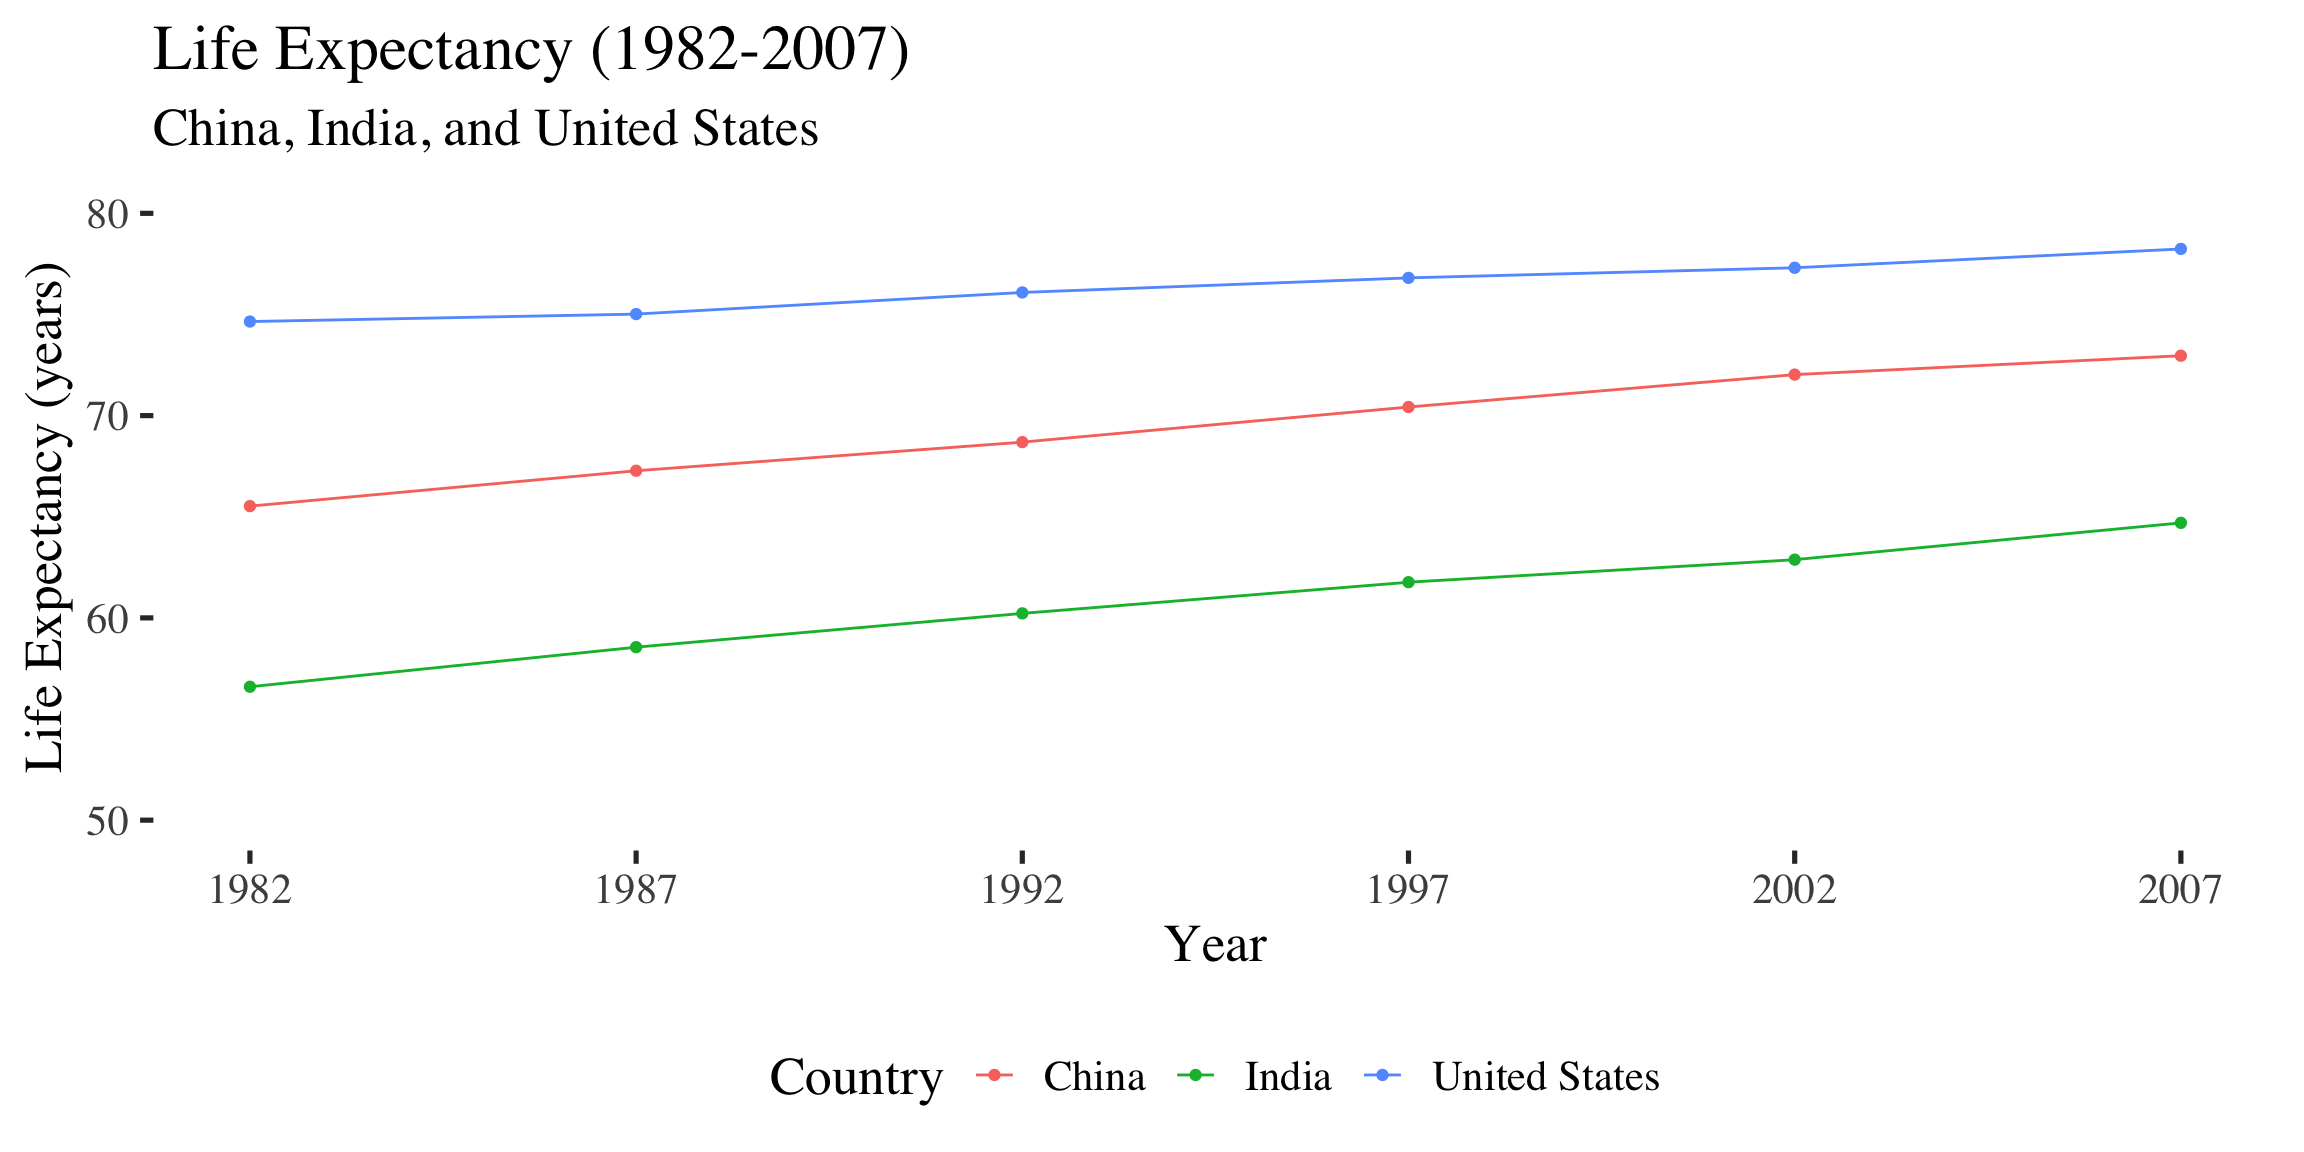 Life Expectancy (1982-2007)
China, India, and United States
Life Expectancy (years)
80
70
60
50
1982 1987 1992 1997 2002 2007
Year
Country China India United States